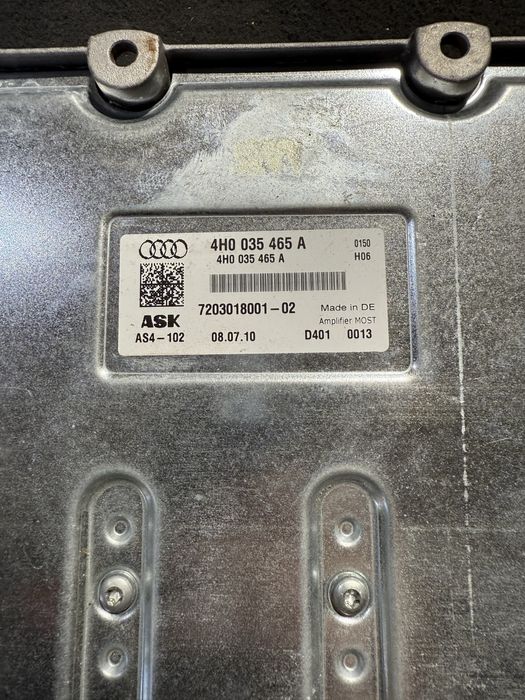 4H0 035 465 A
0150
4H0 035 465 A
H06
7203018001-02
Made in DE
ASK
Amplifier MOST
AS4-102
08.07.10
D401
0013